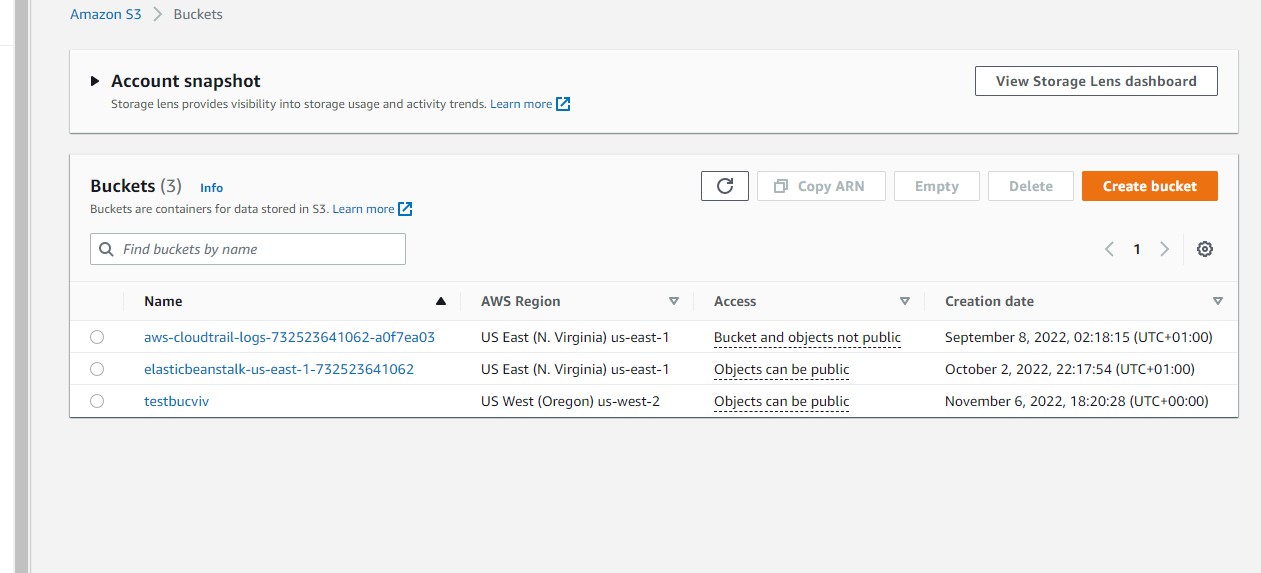 Amazon S3 > Buckets
Account snapshot
View Storage Lens dashboard
Storage lens provides visibility into storage usage and activity trends. Learn more
Buckets (3) Info
Copy ARN Empty Delete Create bucket
Buckets are containers for data stored in S3. Learn more
Find buckets by name
1
Name AWS Region Access Creation date
aws-cloudtrail-logs-732523641062-a0f7ea03 US East (N. Virginia) us-east-1 Bucket and objects not public September 8, 2022, 02:18:15 (UTC+01:00)
elasticbeanstalk-us-east-1-732523641062 US East (N. Virginia) us-east-1 Objects can be public October 2, 2022, 22:17:54 (UTC+01:00)
testbucviv US West (Oregon) us-west-2 Objects can be public November 6, 2022, 18:20:28 (UTC+00:00)